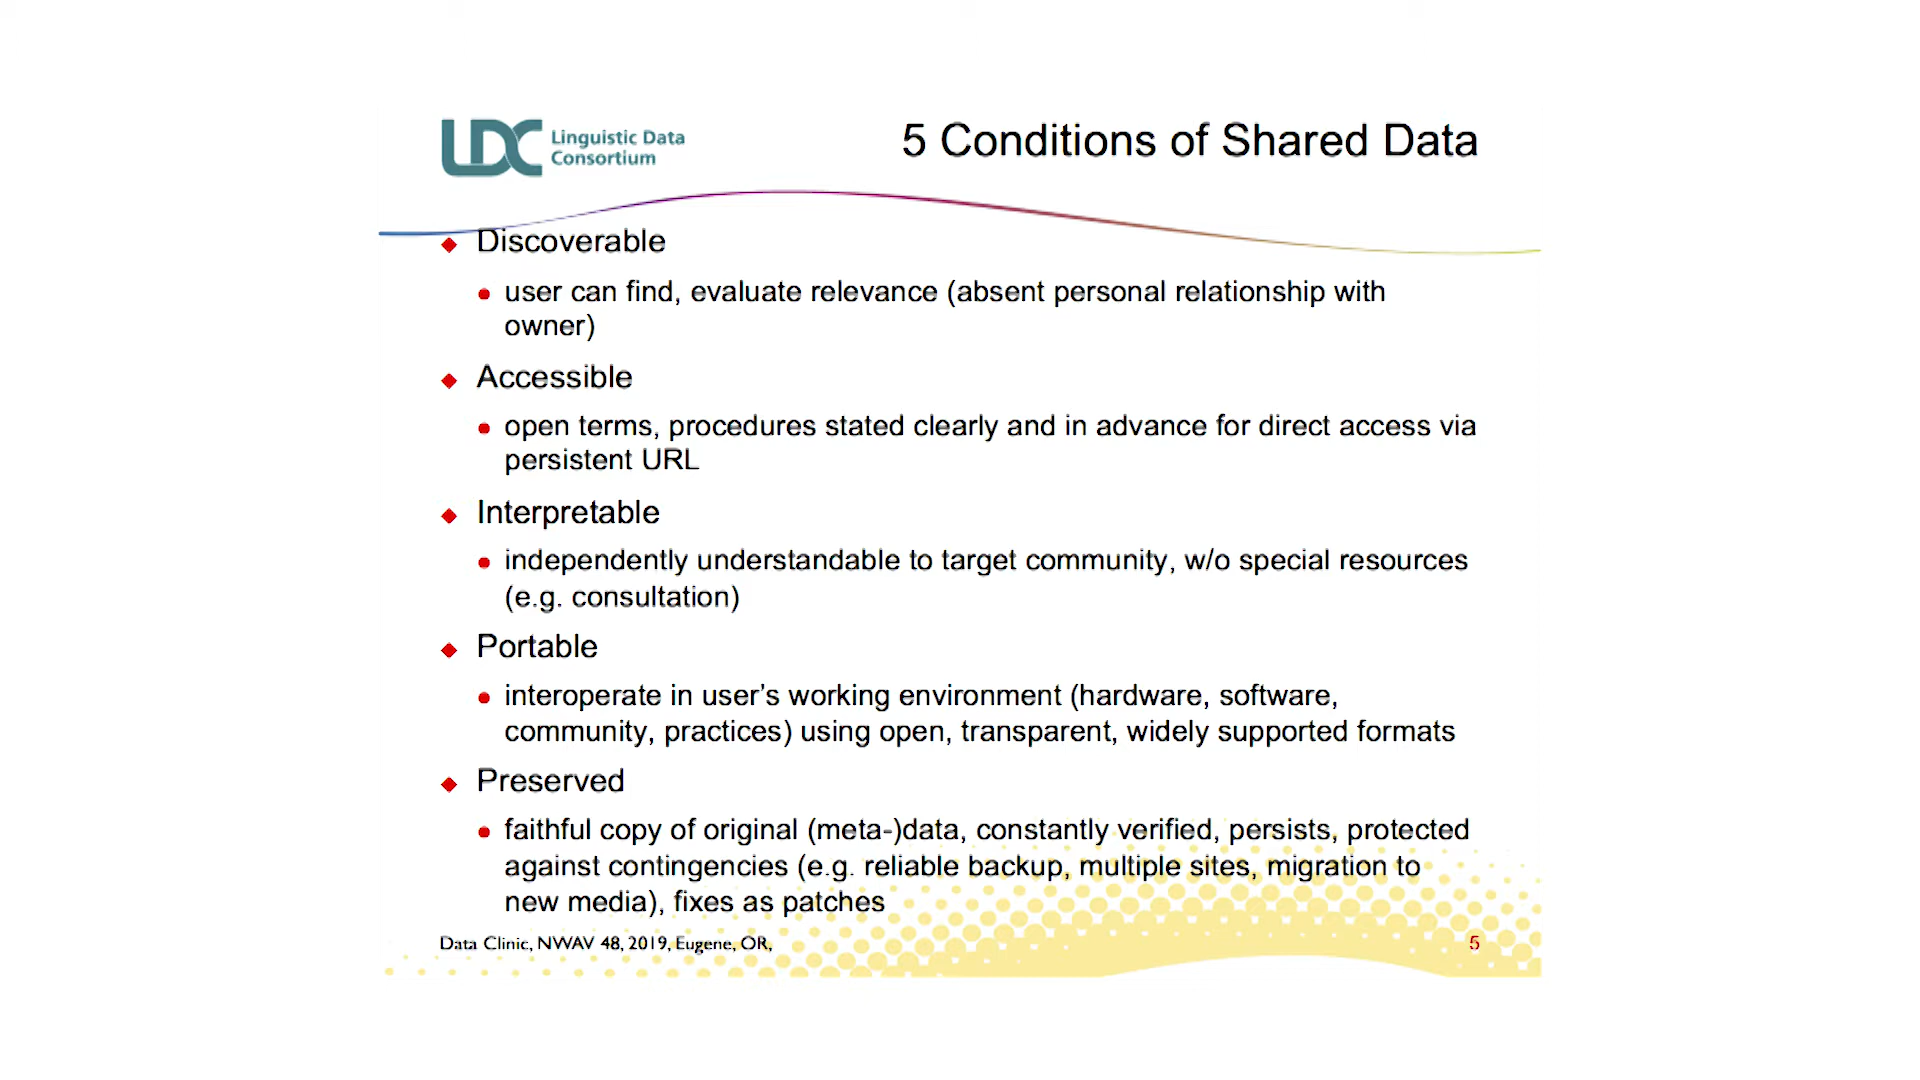 LDC Linguistic Data
Consortium
5 Conditions of Shared Data
Discoverable
user can find, evaluate relevance (absent personal relationship with
owner)
Accessible
open terms, procedures stated clearly and in advance for direct access via
persistent URL
Interpretable
independently understandable to target community, w/o special resources
(e.g. consultation)
Portable
interoperate in user’s working environment (hardware, software,
community, practices) using open, transparent, widely supported formats
Preserved
faithful copy of original (meta-)data, constantly verified, persists, protected
against contingencies (e.g. reliable backup, multiple sites, migration to
new media), fixes as patches
Data Clinic, NWAV 48, 2019, Eugene, OR,
5